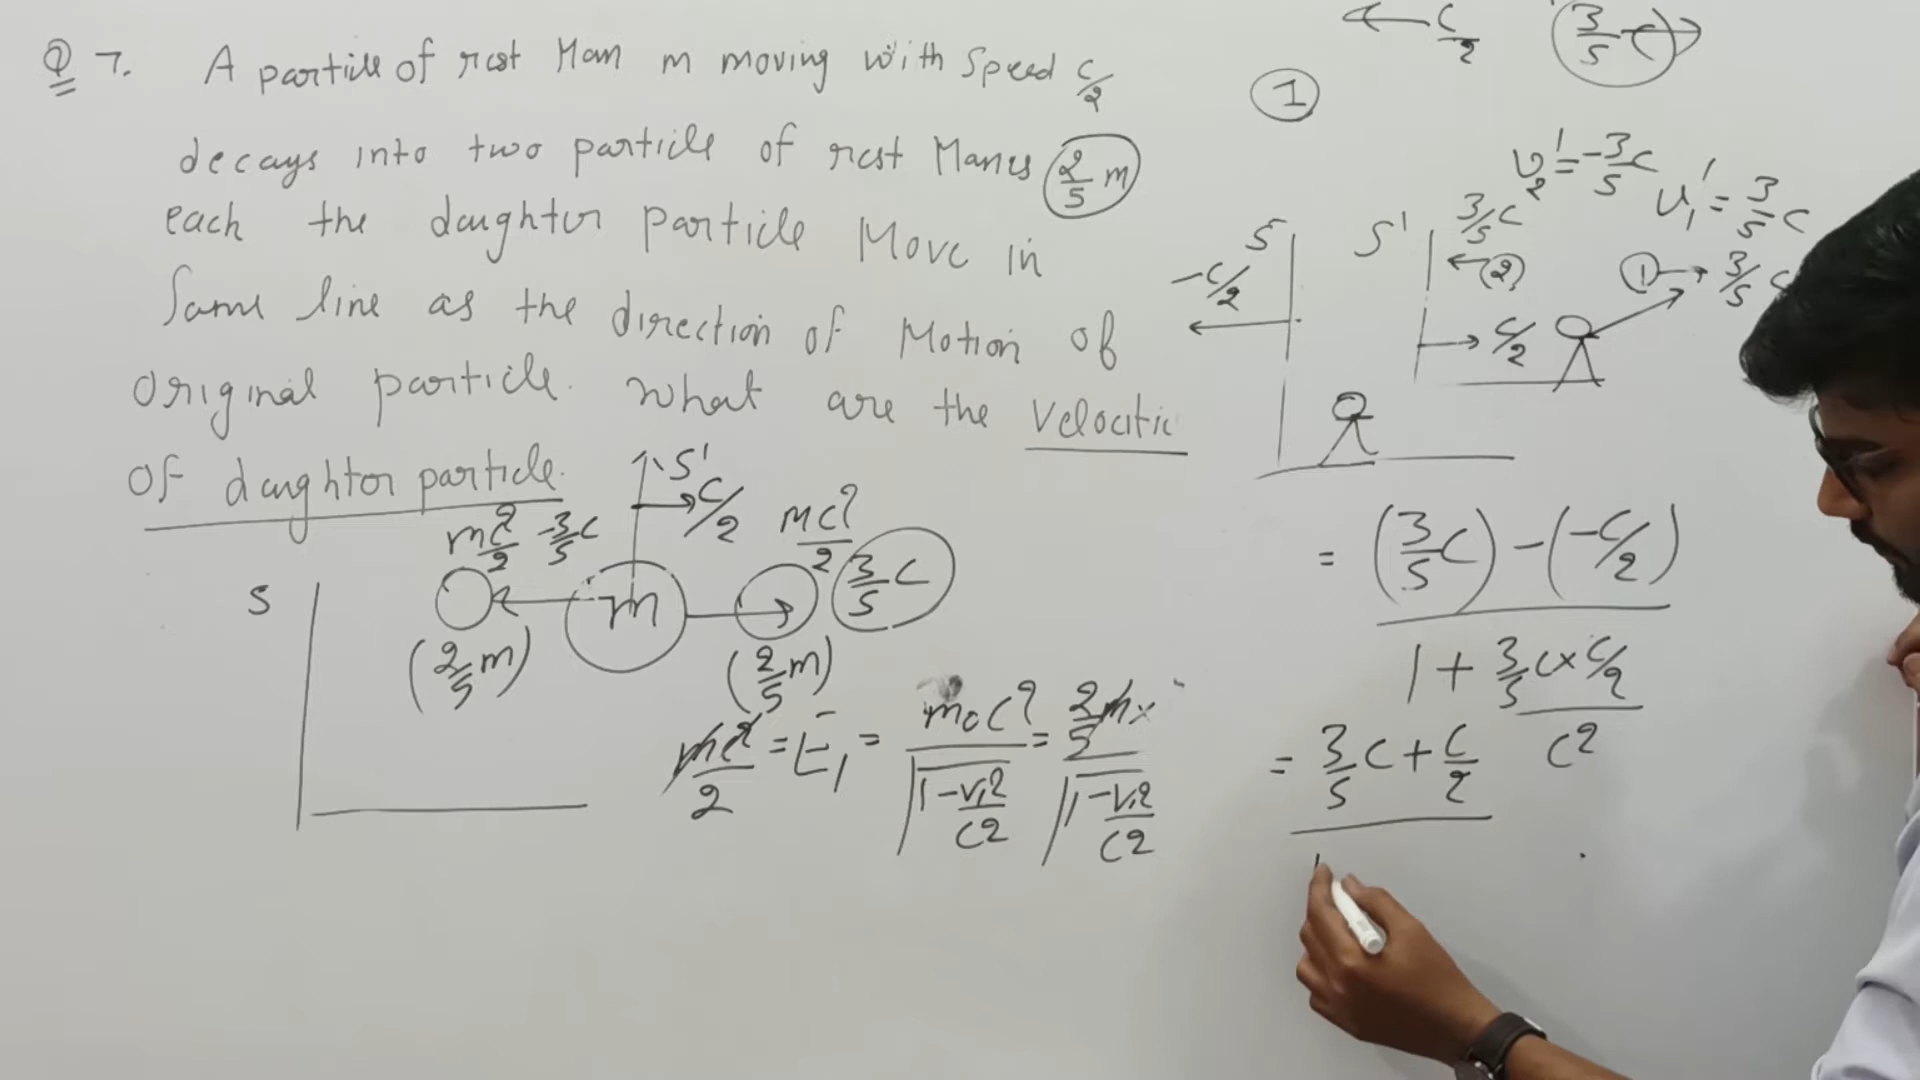 Q 7. A particle of rest Mass m moving with Speed c/2
decays into two particle of rest Masses 2/5 m
each the daughter particle Move in
Same line as the direction of Motion of
original particle. What are the velocitie
of daughter particle.
S' c/2
mc²/2 -3/5 c mc²/2 3/5 c
S m
(2/5 m) (2/5 m)
mc²/2 = E₁ = m₀c²/√(1-v₁²/c²) = 2/5 m×/√(1-v₁²/c²)
← c/2 (3/5 c) →
1
v₂' = -3/5 c v₁' = 3/5 c
S S' 3/5 c
-c/2 ← 2 1 → 3/5 c
→ c/2
= (3/5 c) - (-c/2)
1 + 3/5 c × c/2
c²
= 3/5 c + c/2